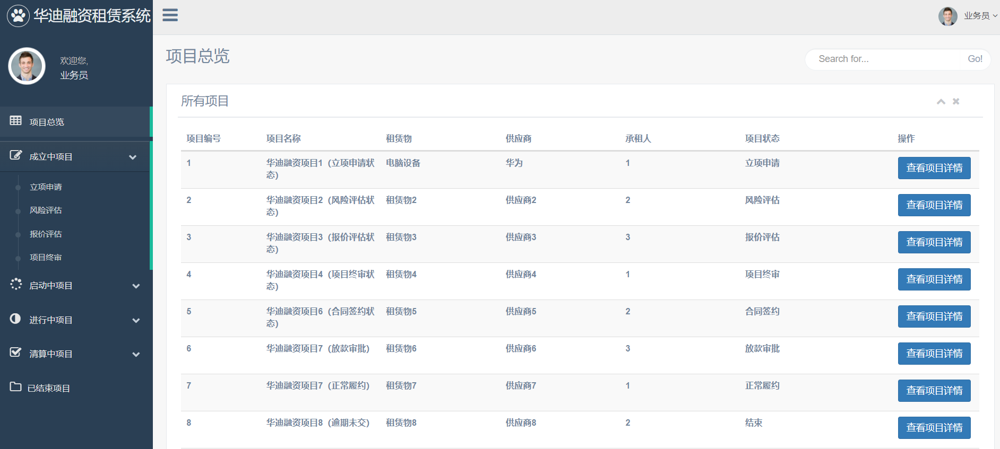 华迪融资租赁系统
业务员
欢迎您,
业务员
项目总览
成立中项目
立项申请
风险评估
报价评估
项目终审
启动中项目
进行中项目
清算中项目
已结束项目
项目总览
Search for...
Go!
所有项目
项目编号 项目名称 租赁物 供应商 承租人 项目状态 操作
1 华迪融资项目1（立项申请状 电脑设备 华为 1 立项申请 查看项目详情
态）
2 华迪融资项目2（风险评估状 租赁物2 供应商2 2 风险评估 查看项目详情
态）
3 华迪融资项目3（报价评估状 租赁物3 供应商3 3 报价评估 查看项目详情
态）
4 华迪融资项目4（项目终审状 租赁物4 供应商4 1 项目终审 查看项目详情
态）
5 华迪融资项目6（合同签约状 租赁物5 供应商5 2 合同签约 查看项目详情
态）
6 华迪融资项目7（放款审批） 租赁物6 供应商6 3 放款审批 查看项目详情
7 华迪融资项目7（正常履约） 租赁物7 供应商7 1 正常履约 查看项目详情
8 华迪融资项目8（逾期未交） 租赁物8 供应商8 2 结束 查看项目详情